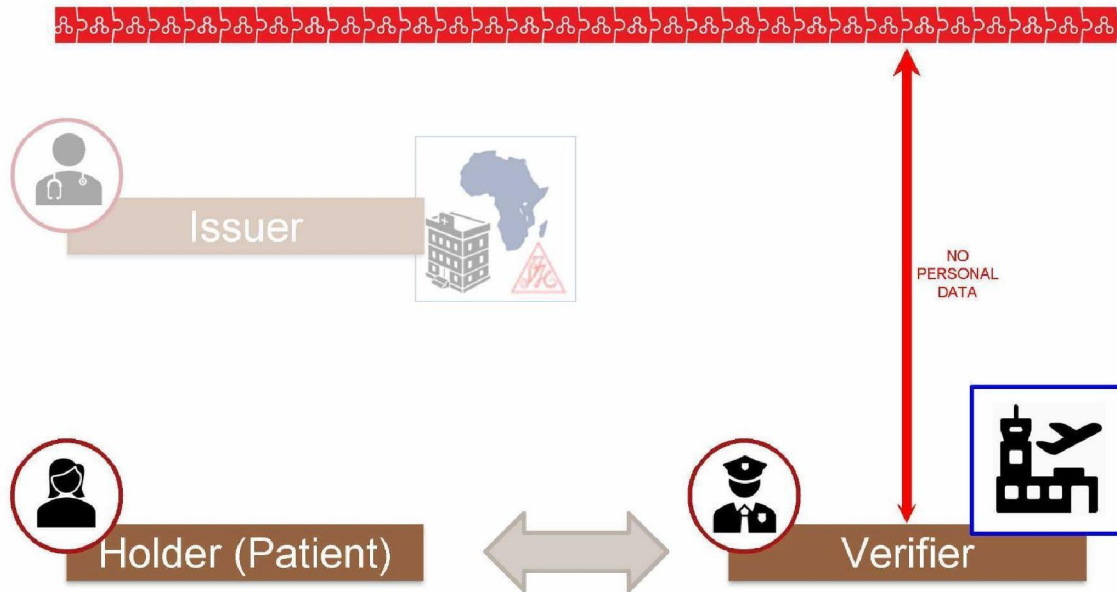 Issuer
NO
PERSONAL
DATA
Holder (Patient)
Verifier